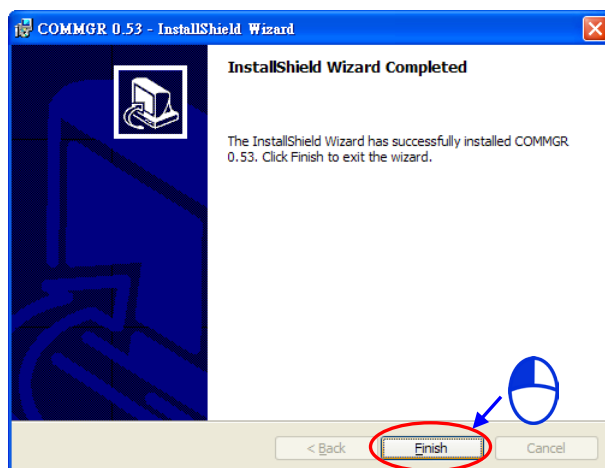 COMMGR 0.53 - InstallShield Wizard
InstallShield Wizard Completed
The InstallShield Wizard has successfully installed COMMGR
0.53. Click Finish to exit the wizard.
< Back Finish Cancel